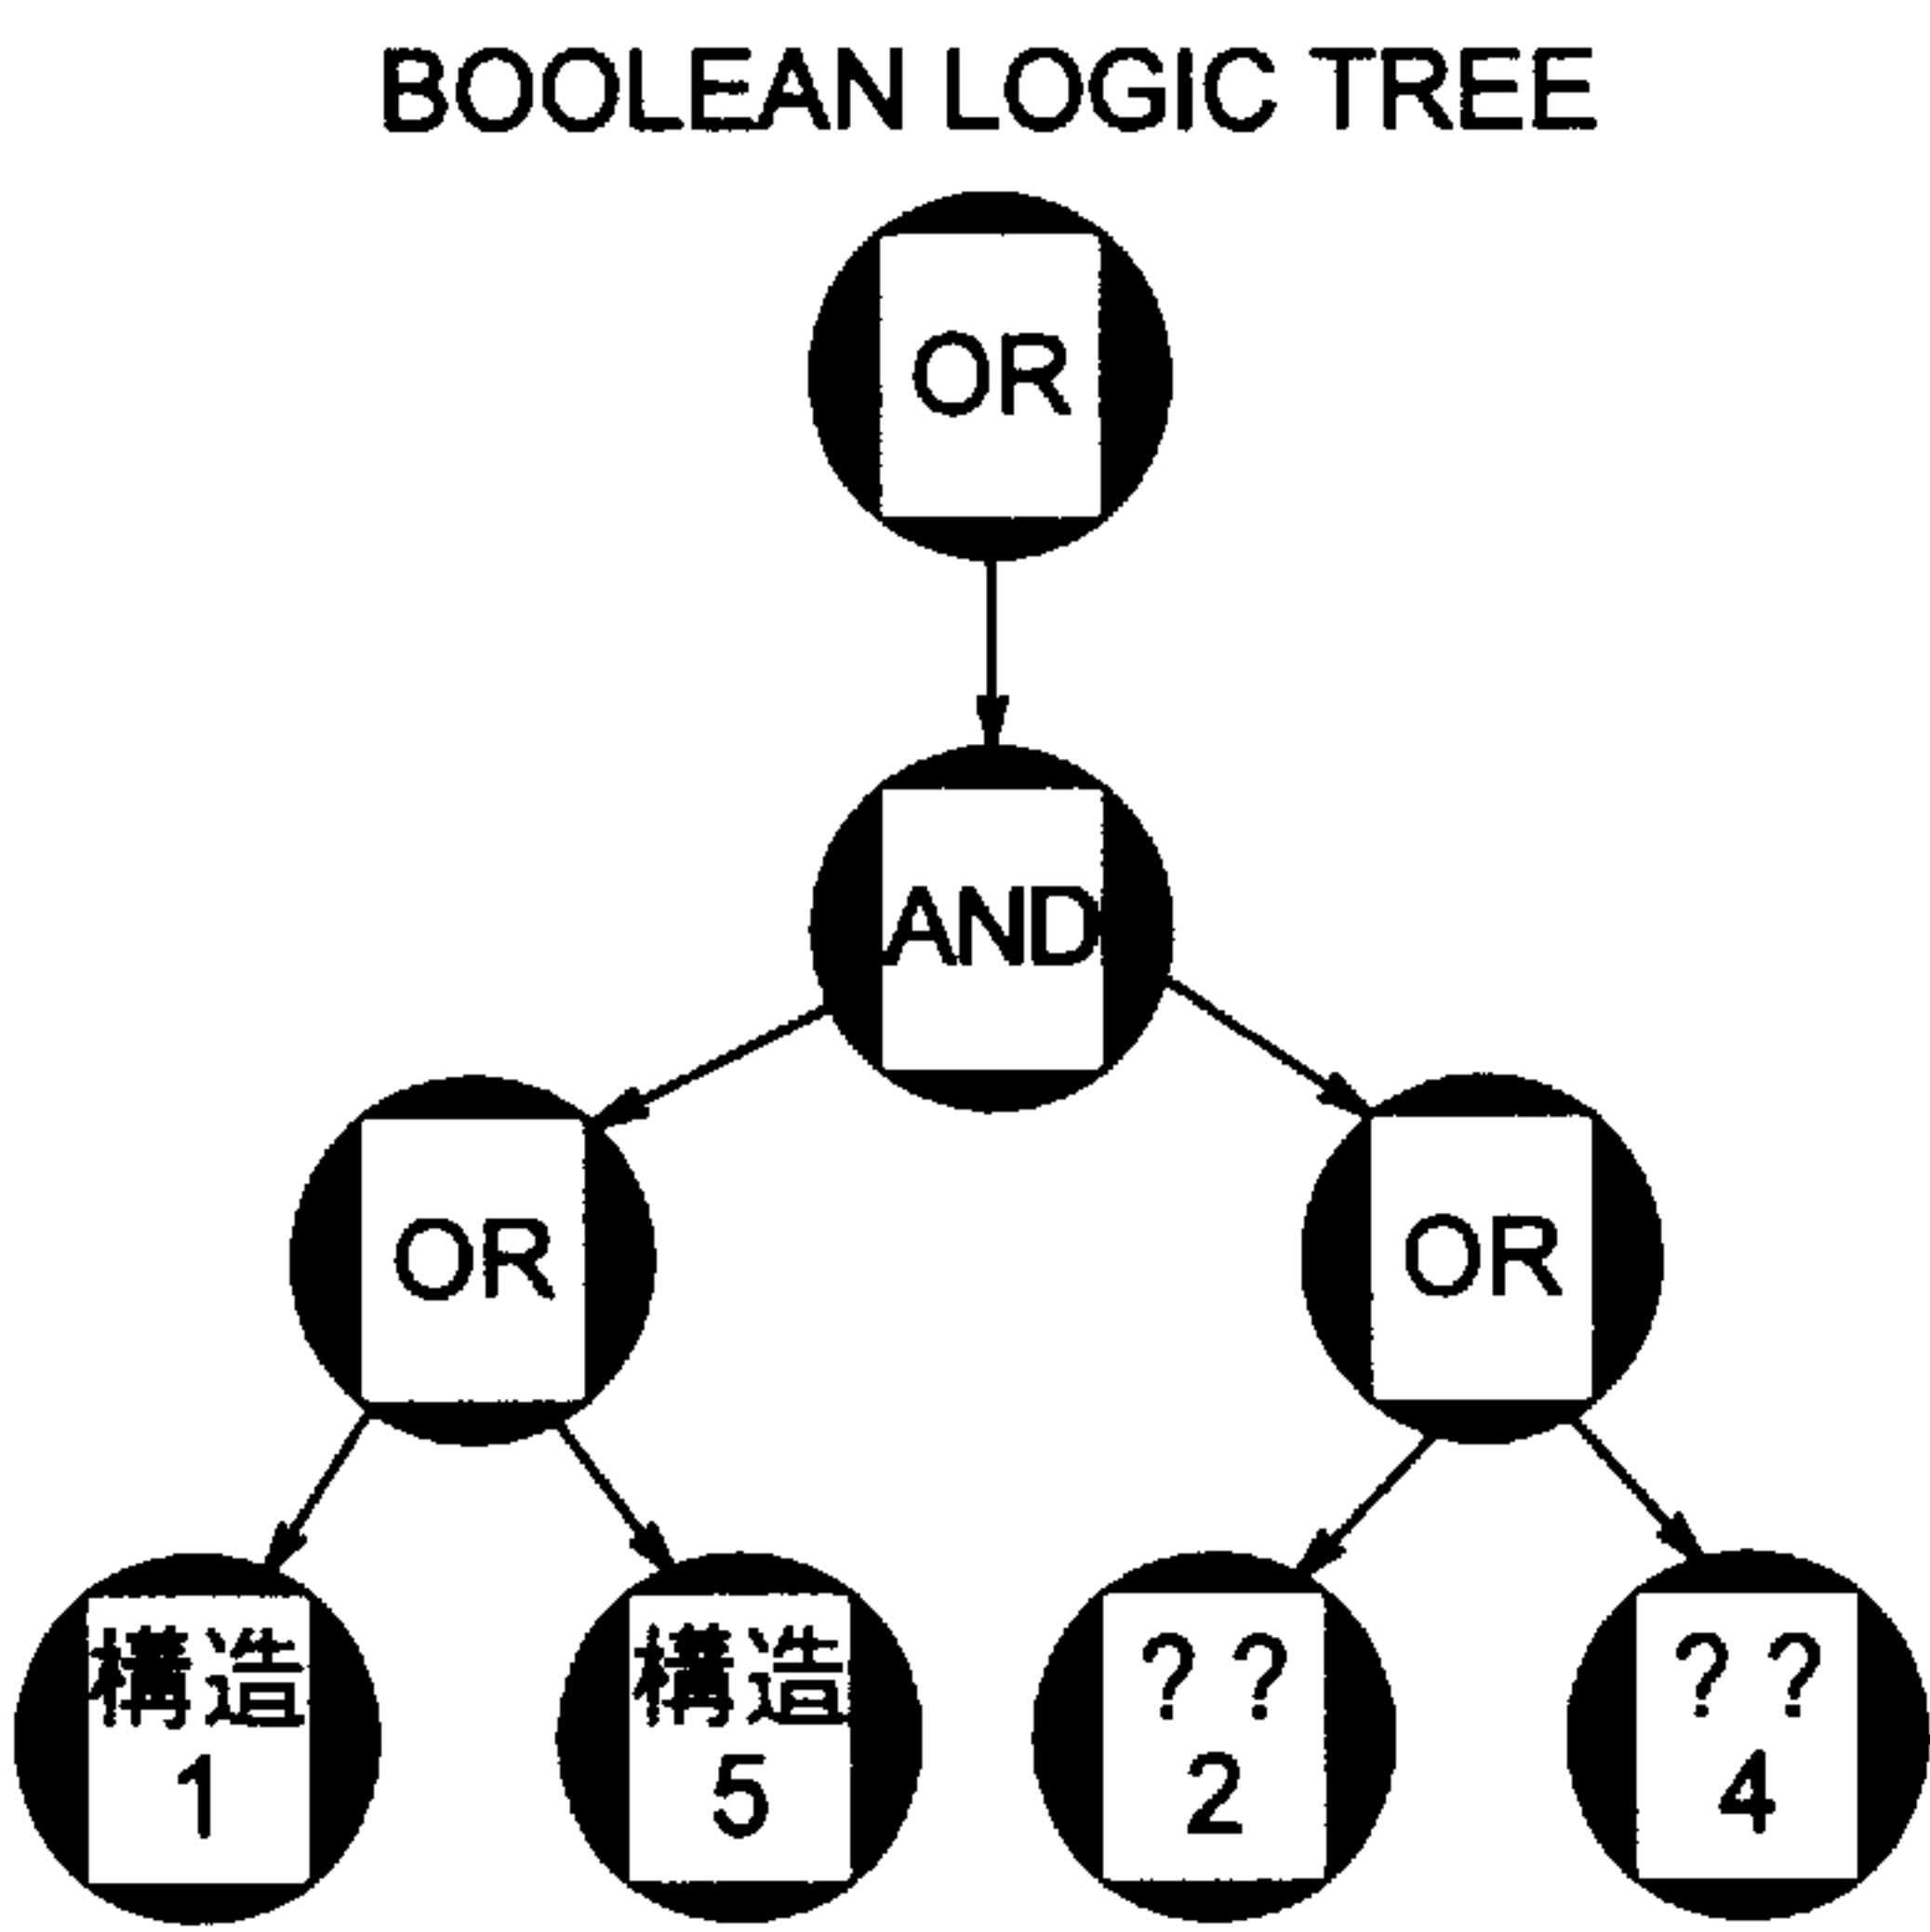 BOOLEAN LOGIC TREE
OR
AND
OR
OR
構造
1
構造
5
??
2
??
4